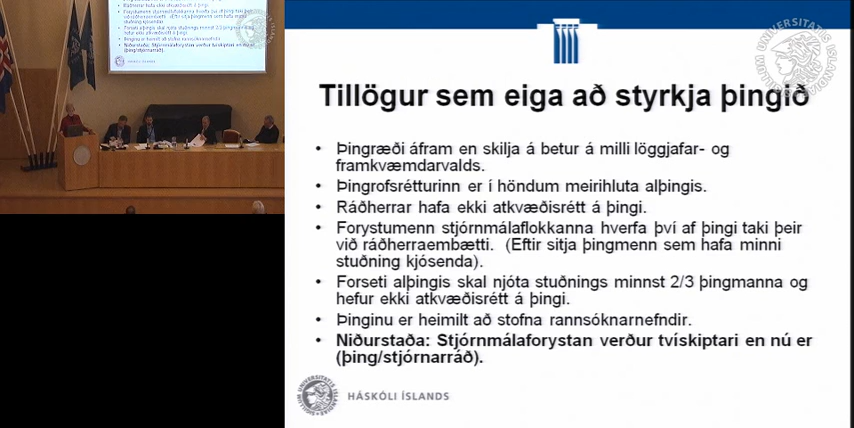 Tillögur sem eiga að styrkja þingið
• Þingræði áfram en skilja á betur á milli löggjafar- og
framkvæmdarvalds.
• Þingrofsrétturinn er í höndum meirihluta alþingis.
• Ráðherrar hafa ekki atkvæðisrétt á þingi.
• Forystumenn stjórnmálaflokkanna hverfa því af þingi taki þeir
við ráðherraembætti. (Eftir sitja þingmenn sem hafa minni
stuðning kjósenda).
• Forseti alþingis skal njóta stuðnings minnst 2/3 þingmanna og
hefur ekki atkvæðisrétt á þingi.
• Þinginu er heimilt að stofna rannsóknarnefndir.
• Niðurstaða: Stjórnmálaforystan verður tvískiptari en nú er
(þing/stjórnarráð).
HÁSKÓLI ÍSLANDS